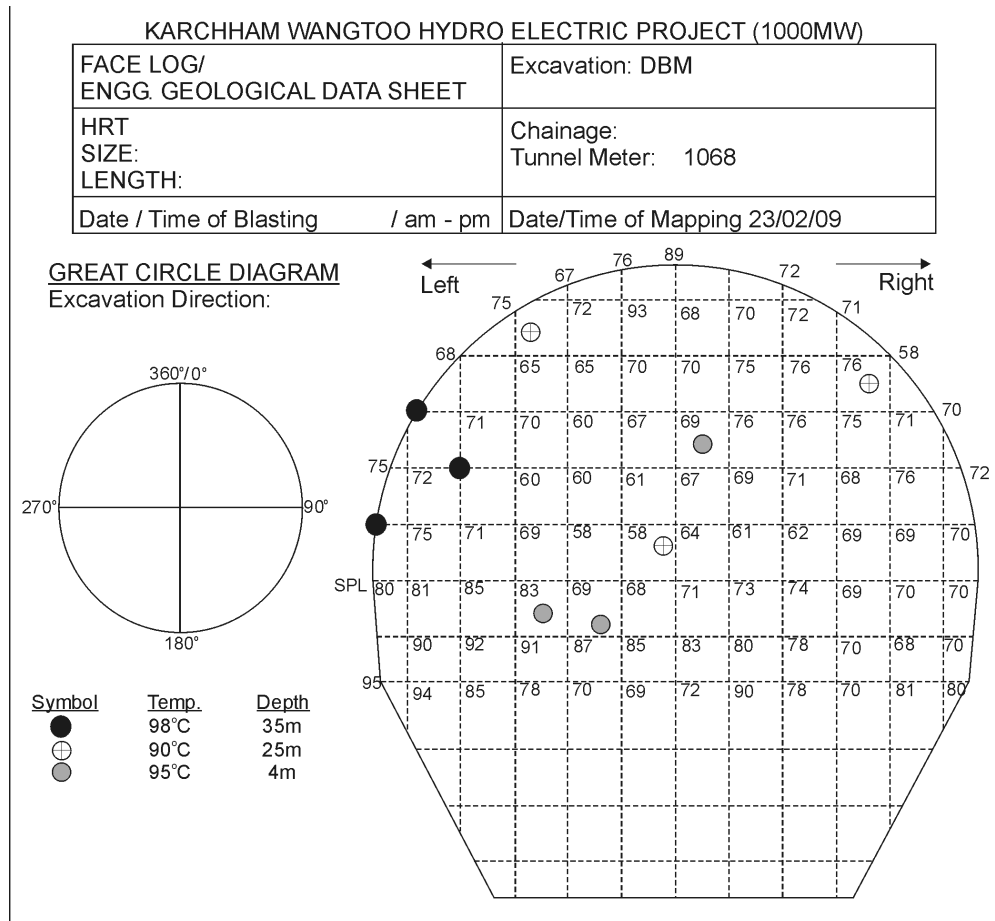 KARCHHAM WANGTOO HYDRO ELECTRIC PROJECT (1000MW)
FACE LOG/
ENGG. GEOLOGICAL DATA SHEET
Excavation: DBM
HRT
SIZE:
LENGTH:
Chainage:
Tunnel Meter: 1068
Date / Time of Blasting / am - pm
Date/Time of Mapping 23/02/09
GREAT CIRCLE DIAGRAM
Excavation Direction:
360°/0°
270°
90°
180°
Symbol Temp. Depth
98°C 35m
90°C 25m
95°C 4m
Left
Right
67 76 89 72
75 72 93 68 70 72 71
68 65 65 70 70 75 76 76 58
71 70 60 67 69 76 76 75 71 70
75 72 60 60 61 67 69 71 68 76 72
75 71 69 58 58 64 61 62 69 69 70
SPL 80 81 85 83 69 68 71 73 74 69 70 70
90 92 91 87 85 83 80 78 70 68 70
95 94 85 78 70 69 72 90 78 70 81 80